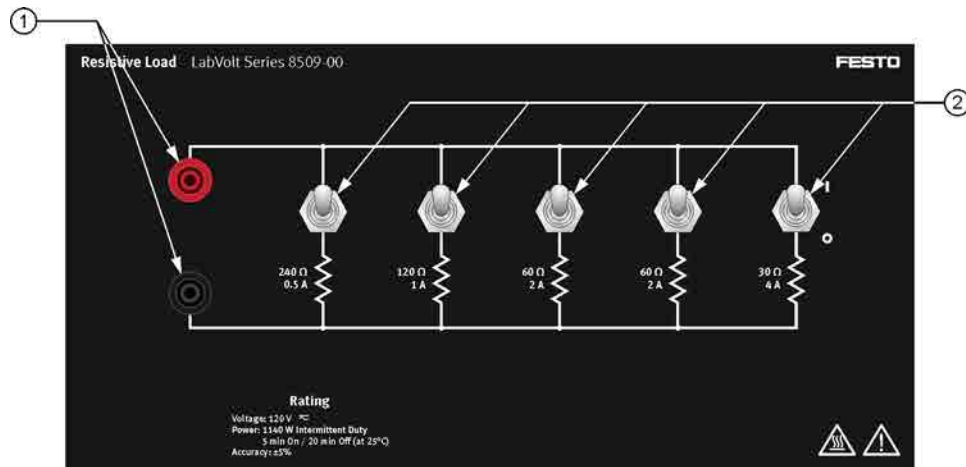 1
Resistive Load LabVolt Series 8509-00
FESTO
2
I
O
240 Ω
0.5 A
120 Ω
1 A
60 Ω
2 A
60 Ω
2 A
30 Ω
4 A
Rating
Voltage: 120 V ⎓
Power: 1140 W Intermittent Duty
5 min On / 20 min Off (at 25°C)
Accuracy: ±5%